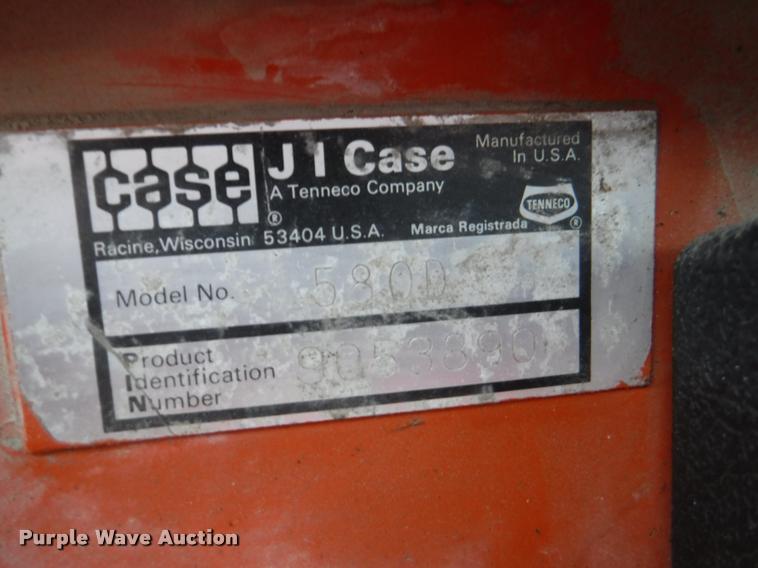 case
J I Case
A Tenneco Company
Manufactured
In U.S.A.
TENNECO
®
®
Racine, Wisconsin 53404 U.S.A.
Marca Registrada
Model No. 580D
Product
Identification
Number
9053890
Purple Wave Auction